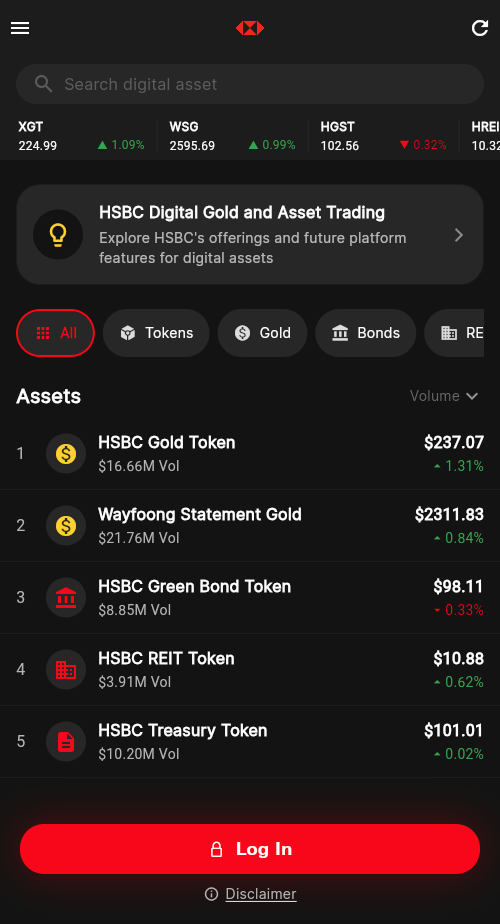 Search digital asset
XGT
224.99 ▲ 1.09%
WSG
2595.69 ▲ 0.99%
HGST
102.56 ▼ 0.32%
HREI
10.32
HSBC Digital Gold and Asset Trading
Explore HSBC's offerings and future platform
features for digital assets
All
Tokens
Gold
Bonds
RE
Assets
Volume
1
HSBC Gold Token
$237.07
$16.66M Vol
1.31%
2
Wayfoong Statement Gold
$2311.83
$21.76M Vol
0.84%
3
HSBC Green Bond Token
$98.11
$8.85M Vol
0.33%
4
HSBC REIT Token
$10.88
$3.91M Vol
0.62%
5
HSBC Treasury Token
$101.01
$10.20M Vol
0.02%
Log In
Disclaimer